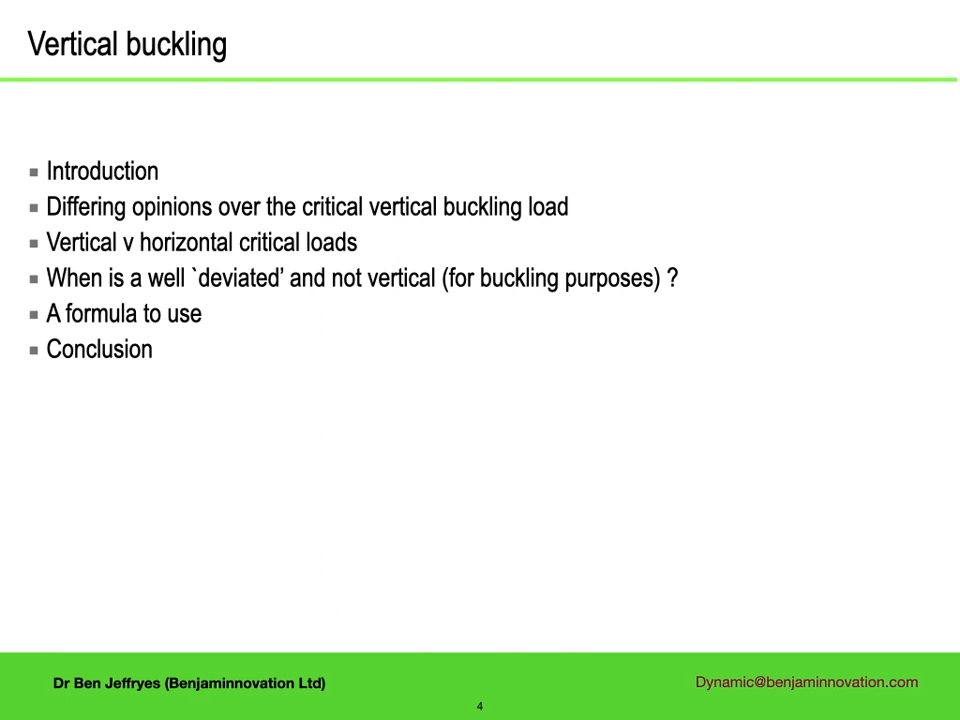 Vertical buckling
Introduction
Differing opinions over the critical vertical buckling load
Vertical v horizontal critical loads
When is a well `deviated’ and not vertical (for buckling purposes) ?
A formula to use
Conclusion
Dr Ben Jeffryes (Benjaminnovation Ltd)
Dynamic@benjaminnovation.com
4